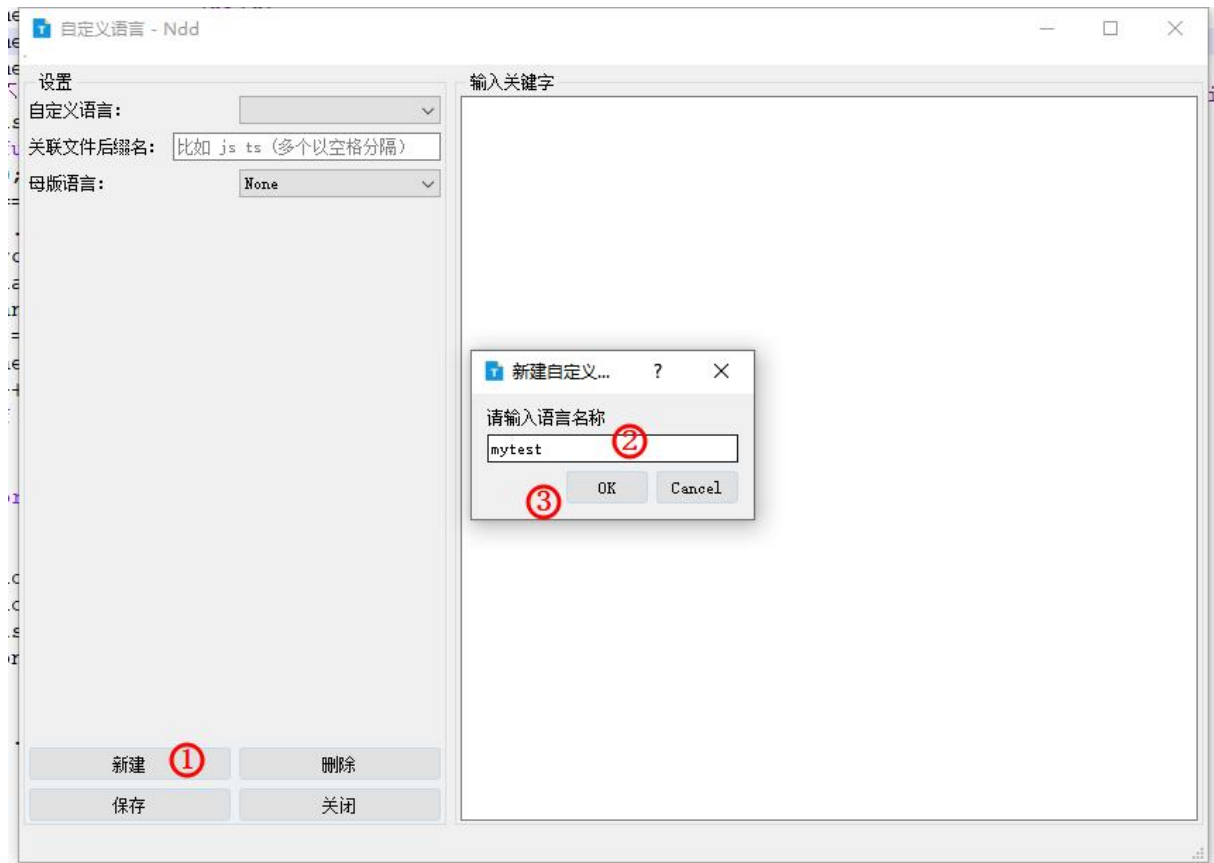 自定义语言 - Ndd
设置
自定义语言：
关联文件后缀名： 比如 js ts（多个以空格分隔）
母版语言： None
输入关键字
新建自定义... ?
请输入语言名称
mytest ②
③ OK Cancel
新建 ① 删除
保存 关闭